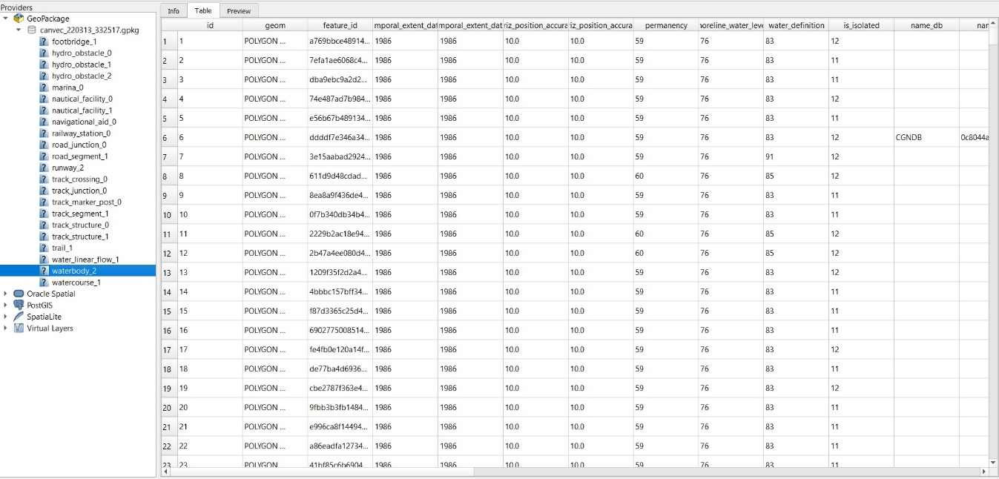 Providers
GeoPackage
canvec_220313_332517.gpkg
footbridge_1
hydro_obstacle_0
hydro_obstacle_1
hydro_obstacle_2
marina_0
nautical_facility_0
nautical_facility_1
navigational_aid_0
railway_station_0
road_junction_0
road_segment_1
runway_2
track_crossing_0
track_junction_0
track_marker_post_0
track_segment_1
track_structure_0
track_structure_1
trail_1
water_linear_flow_1
waterbody_2
watercourse_1
Oracle Spatial
PostGIS
SpatiaLite
Virtual Layers
Info Table Preview
id geom feature_id mporal_extent_dat mporal_extent_dat riz_position_accura iz_position_accura permanency horeline_water_leve water_definition is_isolated name_db nar
1 1 POLYGON ... a769bbce48914... 1986 1986 10.0 10.0 59 76 83 12
2 2 POLYGON ... 7efa1ae6068c4... 1986 1986 10.0 10.0 59 76 83 11
3 3 POLYGON ... dba9ebc9a2d2... 1986 1986 10.0 10.0 59 76 83 11
4 4 POLYGON ... 74e487ad7b984... 1986 1986 10.0 10.0 59 76 83 12
5 5 POLYGON ... e56b67b489134... 1986 1986 10.0 10.0 59 76 83 11
6 6 POLYGON ... ddddf7e346a34... 1986 1986 10.0 10.0 59 76 83 12 CGNDB 0c8044a
7 7 POLYGON ... 3e15aabad2924... 1986 1986 10.0 10.0 59 76 91 12
8 8 POLYGON ... 611d9d48cdad... 1986 1986 10.0 10.0 60 76 85 12
9 9 POLYGON ... 8ea8a9f436de4... 1986 1986 10.0 10.0 59 76 83 11
10 10 POLYGON ... 0f7b340db34b4... 1986 1986 10.0 10.0 59 76 83 11
11 11 POLYGON ... 2229b2ac18e94... 1986 1986 10.0 10.0 60 76 85 12
12 12 POLYGON ... 2b47a4ee080d4... 1986 1986 10.0 10.0 60 76 85 12
13 13 POLYGON ... 1209f35f2d2a4... 1986 1986 10.0 10.0 59 76 83 12
14 14 POLYGON ... 4bbbc157bff34... 1986 1986 10.0 10.0 59 76 83 11
15 15 POLYGON ... f87d3365c25d4... 1986 1986 10.0 10.0 59 76 83 11
16 16 POLYGON ... 6902775008514... 1986 1986 10.0 10.0 59 76 83 11
17 17 POLYGON ... fe4fb0e120a14f... 1986 1986 10.0 10.0 59 76 83 12
18 18 POLYGON ... de77ba4d6936... 1986 1986 10.0 10.0 59 76 83 11
19 19 POLYGON ... cbe2787f363e4... 1986 1986 10.0 10.0 59 76 83 12
20 20 POLYGON ... 9fbb3b3fb1484... 1986 1986 10.0 10.0 59 76 83 11
21 21 POLYGON ... e996ca8f14494... 1986 1986 10.0 10.0 59 76 83 11
22 22 POLYGON ... a86eadfa12734... 1986 1986 10.0 10.0 59 76 83 11
23 23 POLYGON ... 41bf85c6b6904... 1986 1986 10.0 10.0 59 76 83 11